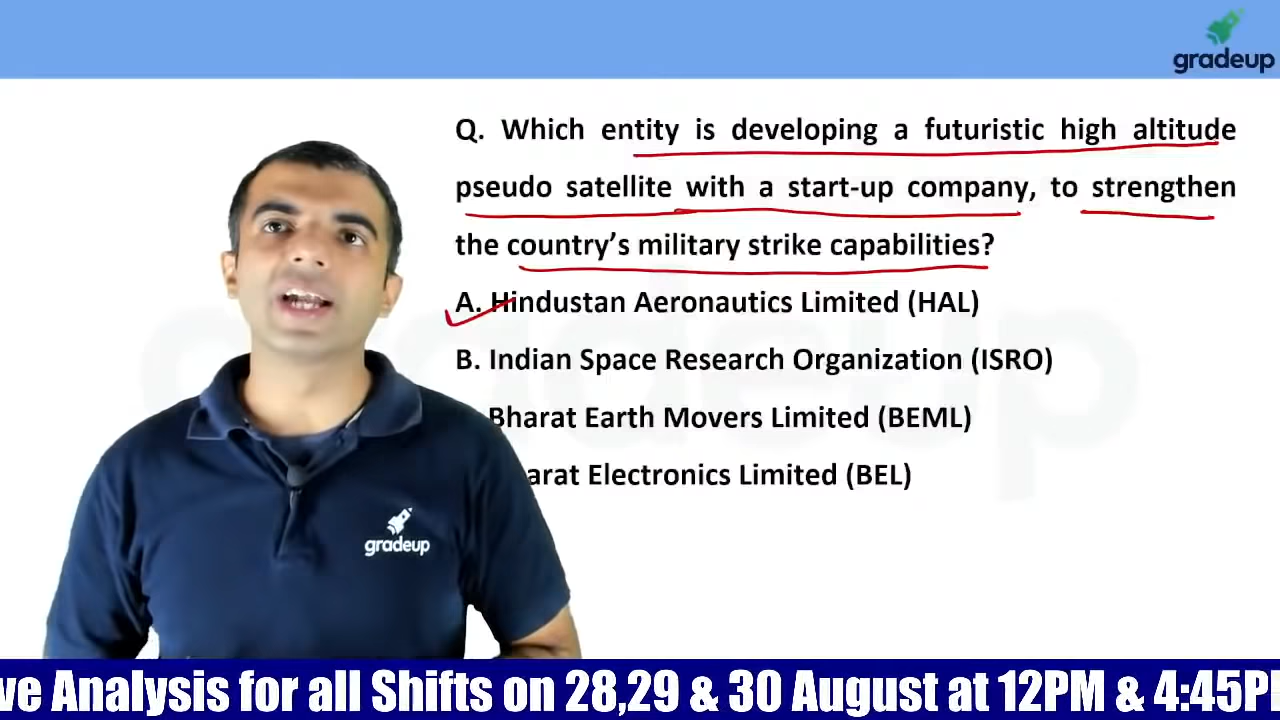 gradeup
Q. Which entity is developing a futuristic high altitude
pseudo satellite with a start-up company, to strengthen
the country's military strike capabilities?
A. Hindustan Aeronautics Limited (HAL)
B. Indian Space Research Organization (ISRO)
Bharat Earth Movers Limited (BEML)
arat Electronics Limited (BEL)
gradeup
ve Analysis for all Shifts on 28,29 & 30 August at 12PM & 4:45P